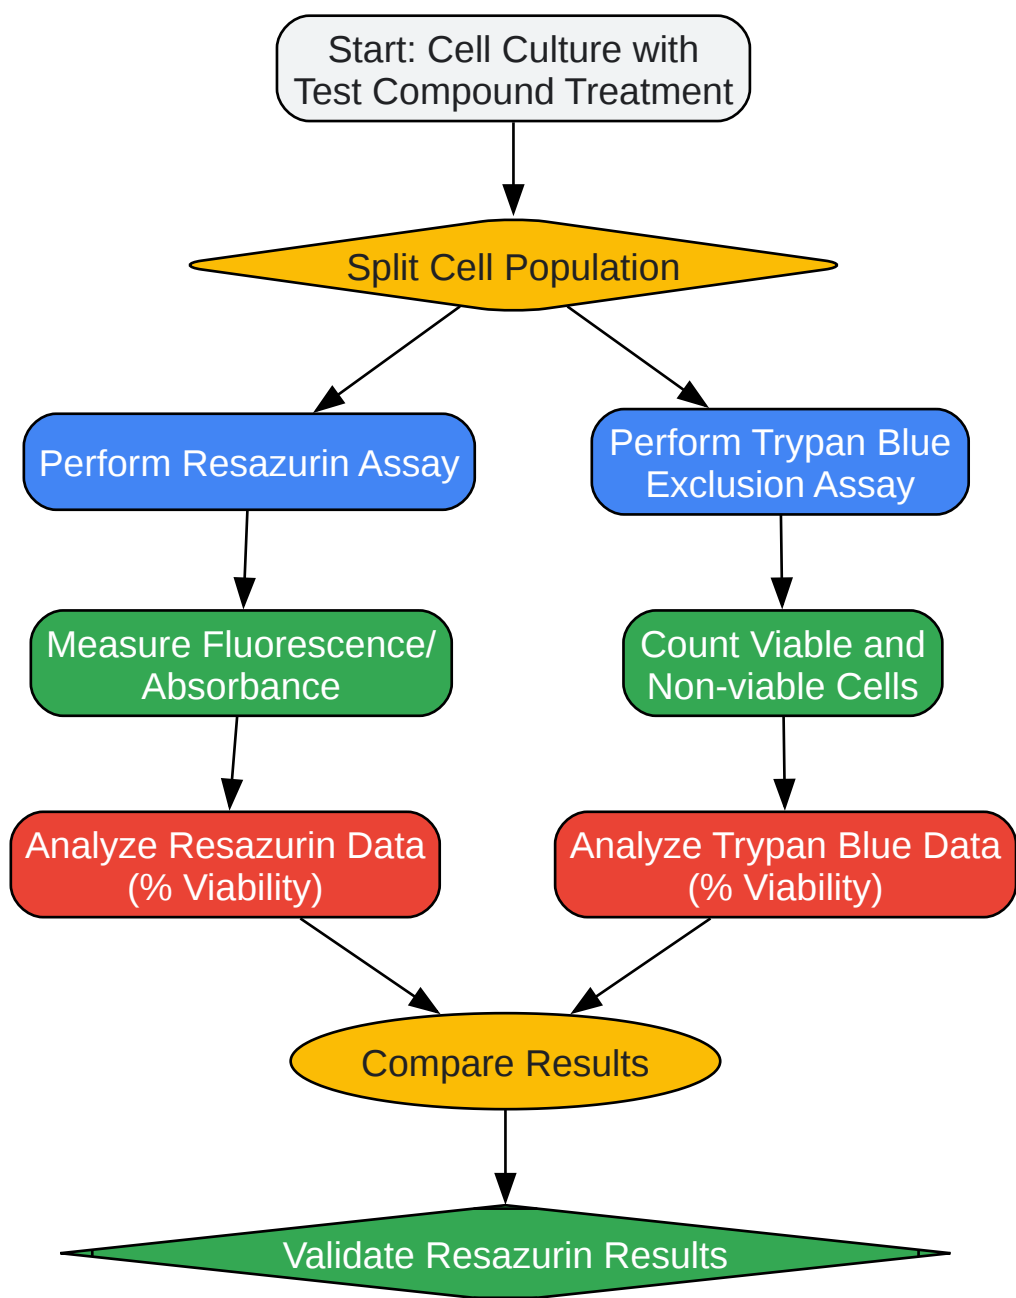 Start: Cell Culture with
Test Compound Treatment
Split Cell Population
Perform Resazurin Assay
Perform Trypan Blue
Exclusion Assay
Measure Fluorescence/
Absorbance
Count Viable and
Non-viable Cells
Analyze Resazurin Data
(% Viability)
Analyze Trypan Blue Data
(% Viability)
Compare Results
Validate Resazurin Results